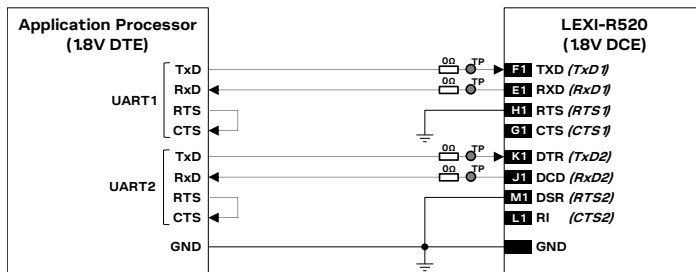 Application Processor
(1.8V DTE)
LEXI-R520
(1.8V DCE)
UART1
TxD
0Ω
TP
F1 TXD (TxD1)
RxD
0Ω
TP
E1 RXD (RxD1)
RTS
H1 RTS (RTS1)
CTS
G1 CTS (CTS1)
UART2
TxD
0Ω
TP
K1 DTR (TxD2)
RxD
0Ω
TP
J1 DCD (RxD2)
RTS
M1 DSR (RTS2)
CTS
L1 RI (CTS2)
GND
GND